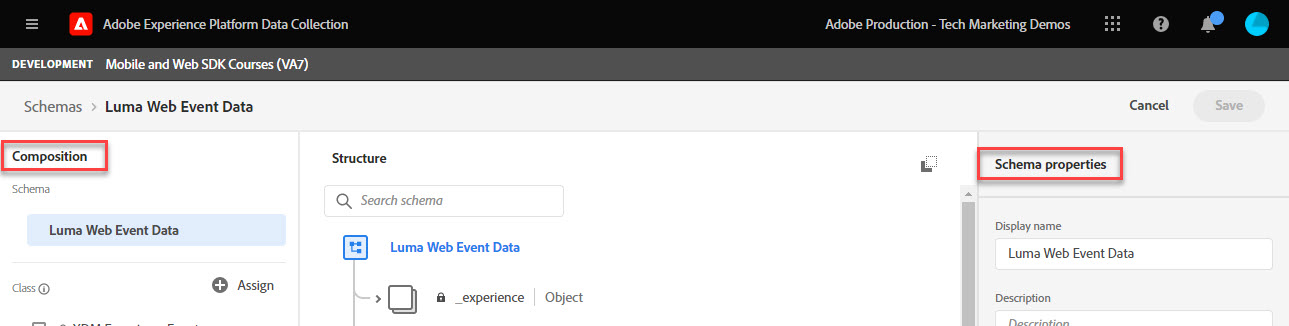 Adobe Experience Platform Data Collection
Adobe Production - Tech Marketing Demos
DEVELOPMENT Mobile and Web SDK Courses (VA7)
Schemas > Luma Web Event Data
Cancel
Save
Composition
Schema
Luma Web Event Data
Class
Assign
Structure
Search schema
Luma Web Event Data
_experience Object
Schema properties
Display name
Luma Web Event Data
Description
Description